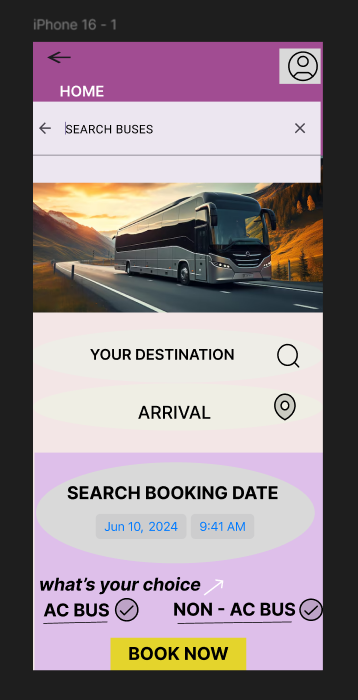 iPhone 16 - 1
HOME
SEARCH BUSES
YOUR DESTINATION
ARRIVAL
SEARCH BOOKING DATE
Jun 10, 2024 9:41 AM
what's your choice
AC BUS NON - AC BUS
BOOK NOW